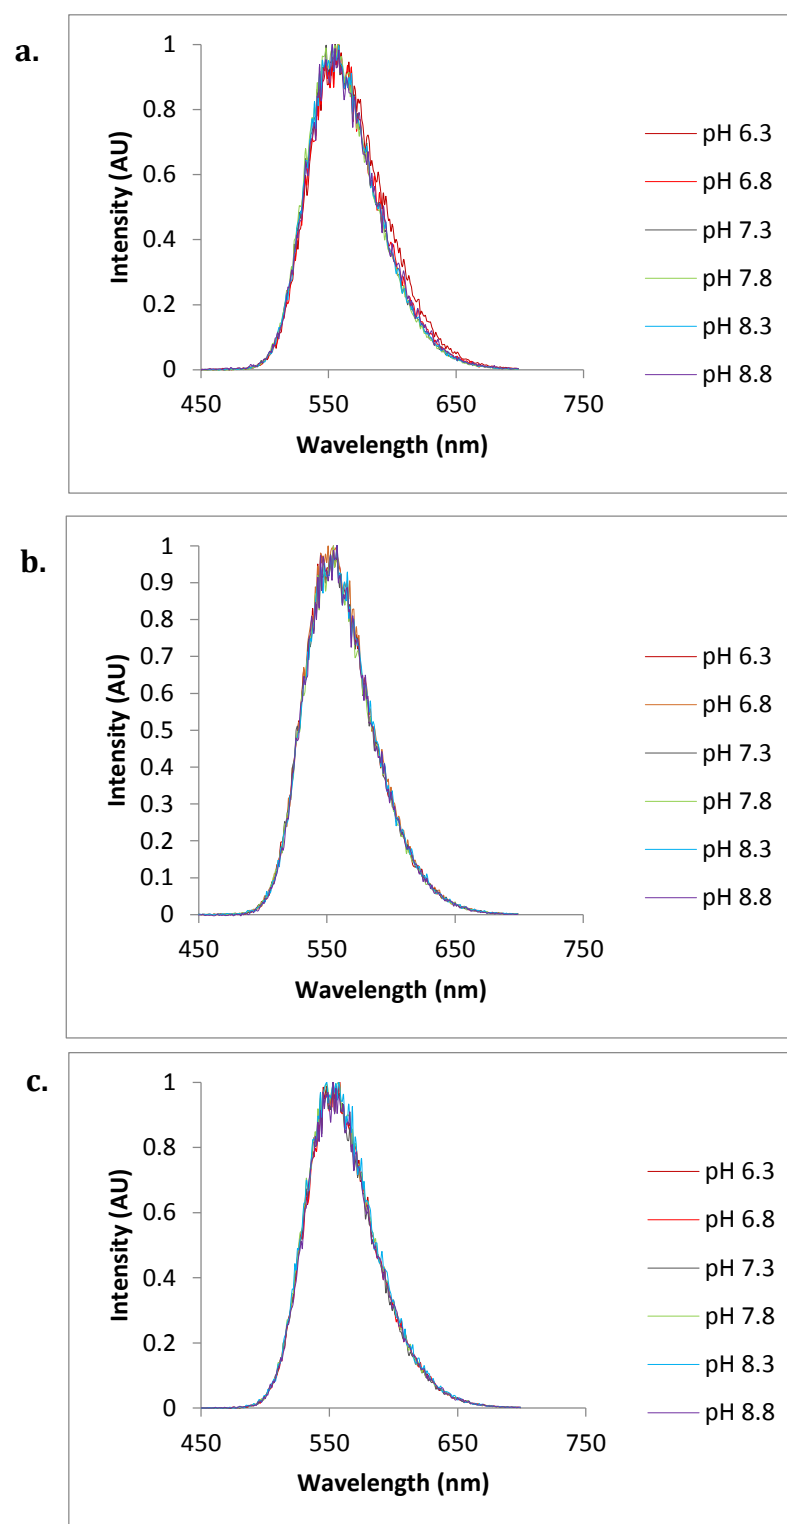 a.
1
0.8
0.6
0.4
0.2
0
450
550
650
750
Intensity (AU)
Wavelength (nm)
pH 6.3
pH 6.8
pH 7.3
pH 7.8
pH 8.3
pH 8.8
b.
1
0.9
0.8
0.7
0.6
0.5
0.4
0.3
0.2
0.1
0
450
550
650
750
Intensity (AU)
Wavelength (nm)
pH 6.3
pH 6.8
pH 7.3
pH 7.8
pH 8.3
pH 8.8
c.
1
0.8
0.6
0.4
0.2
0
450
550
650
750
Intensity (AU)
Wavelength (nm)
pH 6.3
pH 6.8
pH 7.3
pH 7.8
pH 8.3
pH 8.8